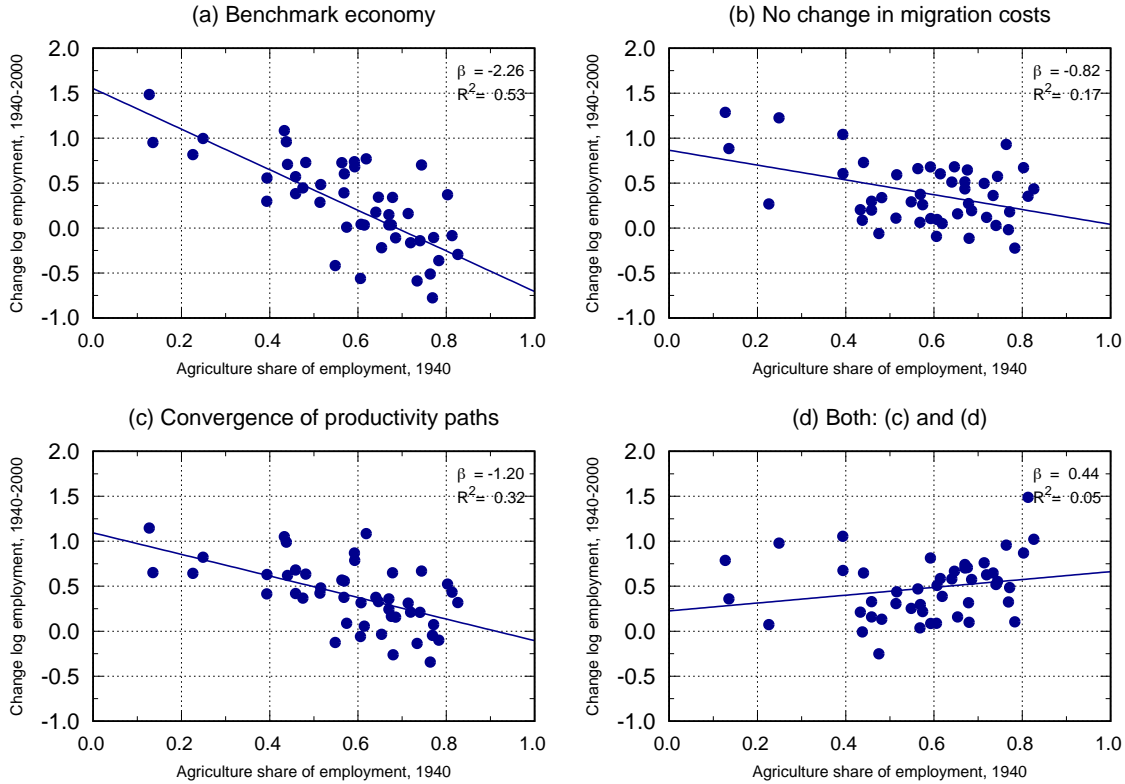 (a) Benchmark economy
β = -2.26
R²= 0.53
Change log employment, 1940-2000
2.0
1.5
1.0
0.5
0.0
-0.5
-1.0
0.0 0.2 0.4 0.6 0.8 1.0
Agriculture share of employment, 1940
(b) No change in migration costs
β = -0.82
R²= 0.17
Change log employment, 1940-2000
2.0
1.5
1.0
0.5
0.0
-0.5
-1.0
0.0 0.2 0.4 0.6 0.8 1.0
Agriculture share of employment, 1940
(c) Convergence of productivity paths
β = -1.20
R²= 0.32
Change log employment, 1940-2000
2.0
1.5
1.0
0.5
0.0
-0.5
-1.0
0.0 0.2 0.4 0.6 0.8 1.0
Agriculture share of employment, 1940
(d) Both: (c) and (d)
β = 0.44
R²= 0.05
Change log employment, 1940-2000
2.0
1.5
1.0
0.5
0.0
-0.5
-1.0
0.0 0.2 0.4 0.6 0.8 1.0
Agriculture share of employment, 1940